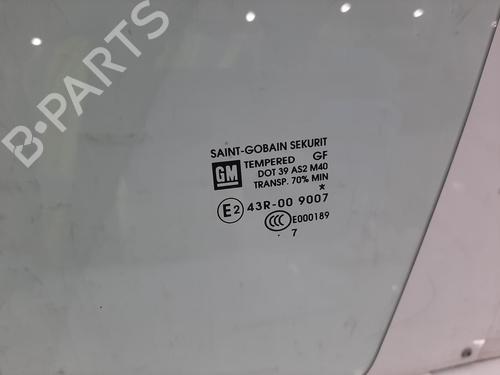 B-PARTS
SAINT-GOBAIN SEKURIT
GM TEMPERED GF
DOT 39 AS2 M40
TRANSP. 70% MIN
E2 43R-00 9007
CCC E000189
7